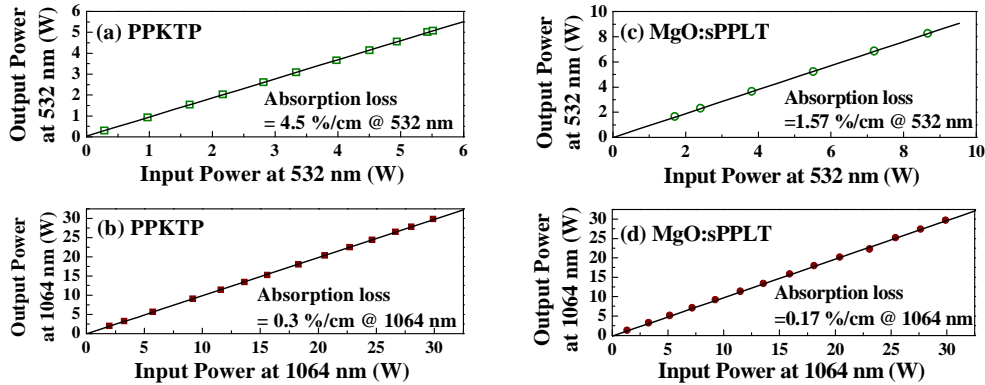 Output Power
at 532 nm (W)
6
5
4
3
2
1
0
(a) PPKTP
Absorption loss
= 4.5 %/cm @ 532 nm
0 1 2 3 4 5 6
Input Power at 532 nm (W)
Output Power
at 532 nm (W)
10
8
6
4
2
0
(c) MgO:sPPLT
Absorption loss
=1.57 %/cm @ 532 nm
0 2 4 6 8 10
Input Power at 532 nm (W)
Output Power
at 1064 nm (W)
30
25
20
15
10
5
0
(b) PPKTP
Absorption loss
= 0.3 %/cm @ 1064 nm
0 5 10 15 20 25 30
Input Power at 1064 nm (W)
Output Power
at 1064 nm (W)
30
25
20
15
10
5
0
(d) MgO:sPPLT
Absorption loss
=0.17 %/cm @ 1064 nm
0 5 10 15 20 25 30
Input Power at 1064 nm (W)